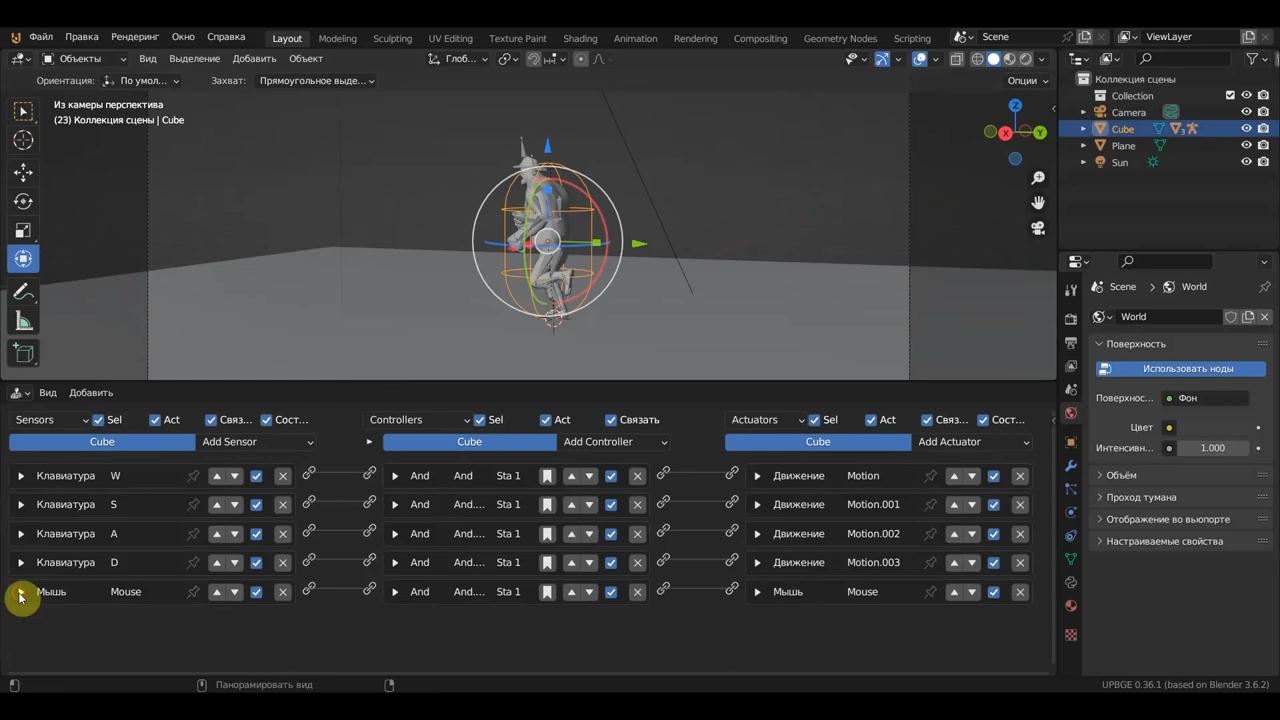 Файл Правка Рендеринг Окно Справка Layout Modeling Sculpting UV Editing Texture Paint Shading Animation Rendering Compositing Geometry Nodes Scripting Scene ViewLayer
Объекты Вид Выделение Добавить Объект Глоб...
Ориентация: По умол... Захват: Прямоугольное выде... Опции
Из камеры перспектива
(23) Коллекция сцены | Cube
X Y Z
Коллекция сцены
Collection
Camera
Cube 3
Plane
Sun
Scene World
World
Поверхность
Использовать ноды
Поверхнос... Фон
Цвет
Интенсивн... 1.000
Объём
Проход тумана
Отображение во вьюпорте
Настраиваемые свойства
Вид Добавить
Sensors Sel Act Связ... Сост... Controllers Sel Act Связать Actuators Sel Act Связ... Сост...
Cube Add Sensor Cube Add Controller Cube Add Actuator
Клавиатура W And And Sta 1 Движение Motion
Клавиатура S And And.... Sta 1 Движение Motion.001
Клавиатура A And And.... Sta 1 Движение Motion.002
Клавиатура D And And.... Sta 1 Движение Motion.003
Мышь Mouse And And.... Sta 1 Мышь Mouse
Панорамировать вид UPBGE 0.36.1 (based on Blender 3.6.2)